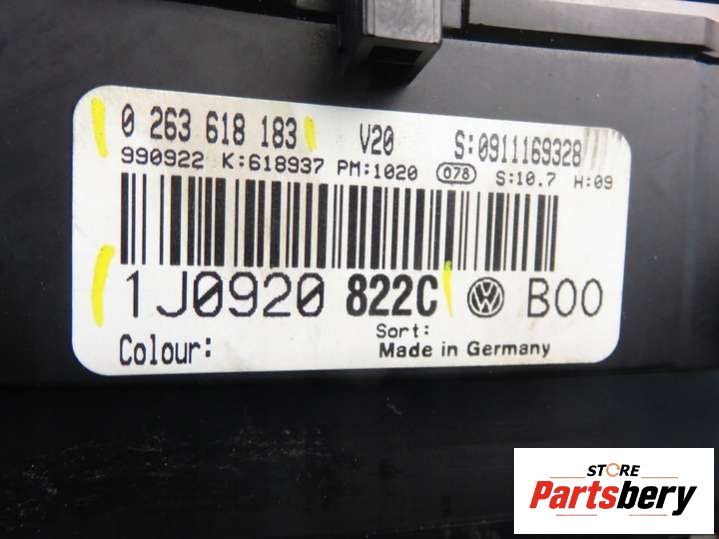 0 263 618 183 V20 S:0911169328
990922 K:618937 PM:1020 078 S:10.7 H:09
1J0920 822C B00
Sort:
Colour: Made in Germany
STORE
Partsbery